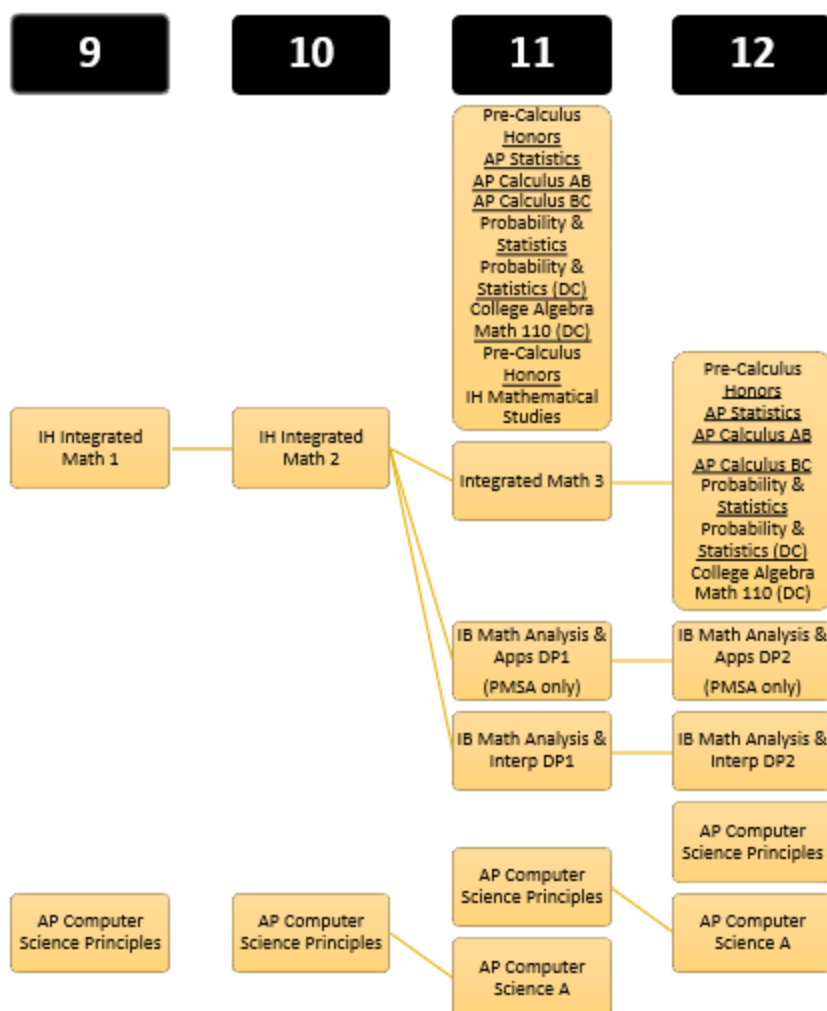 9
10
11
12
Pre-Calculus
Honors
AP Statistics
AP Calculus AB
AP Calculus BC
Probability &
Statistics
Probability &
Statistics (DC)
College Algebra
Math 110 (DC)
Pre-Calculus
Honors
IH Mathematical
Studies
Pre-Calculus
Honors
AP Statistics
AP Calculus AB
AP Calculus BC
Probability &
Statistics
Probability &
Statistics (DC)
College Algebra
Math 110 (DC)
IH Integrated
Math 1
IH Integrated
Math 2
Integrated Math 3
IB Math Analysis &
Apps DP1
(PMSA only)
IB Math Analysis &
Apps DP2
(PMSA only)
IB Math Analysis &
Interp DP1
IB Math Analysis &
Interp DP2
AP Computer
Science Principles
AP Computer
Science Principles
AP Computer
Science Principles
AP Computer
Science Principles
AP Computer
Science A
AP Computer
Science A